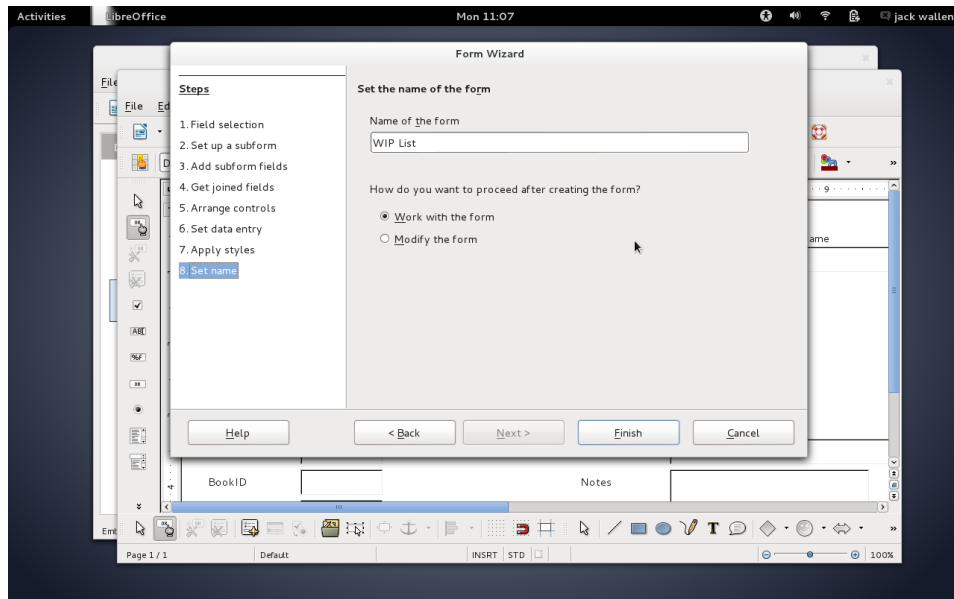 Activities LibreOffice Mon 11:07 jack wallen
Form Wizard
File
File Ed
Steps
1. Field selection
2. Set up a subform
3. Add subform fields
4. Get joined fields
5. Arrange controls
6. Set data entry
7. Apply styles
8. Set name
Set the name of the form
Name of the form
WIP List
How do you want to proceed after creating the form?
Work with the form
Modify the form
Help < Back Next > Finish Cancel
9
ame
BookID Notes
4
Emb
Page 1 / 1 Default INSRT STD 100%